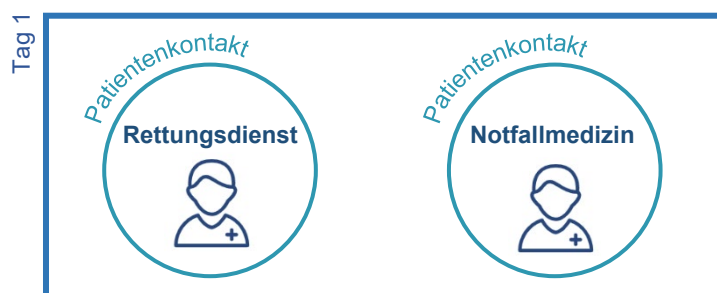 Tag 1
Patientenkontakt
Rettungsdienst
Patientenkontakt
Notfallmedizin